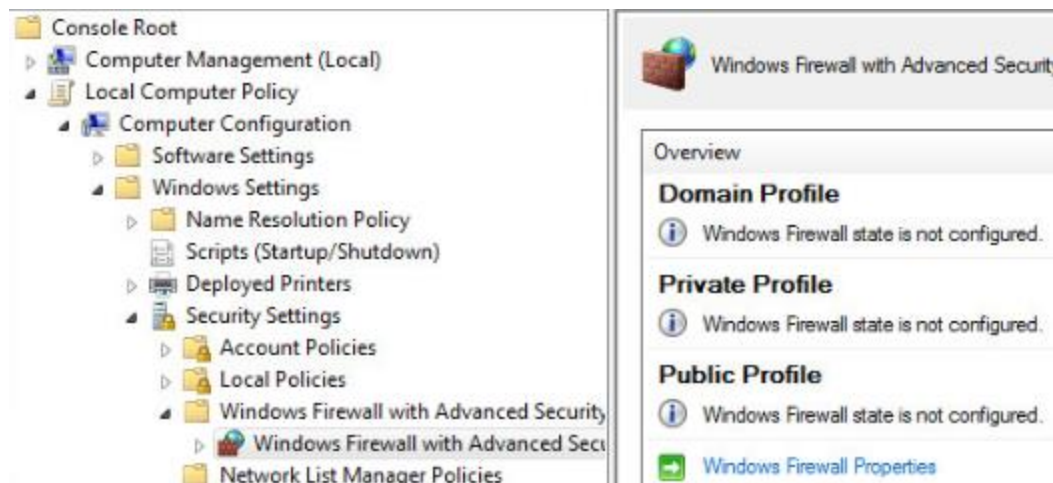 Console Root
Computer Management (Local)
Local Computer Policy
Computer Configuration
Software Settings
Windows Settings
Name Resolution Policy
Scripts (Startup/Shutdown)
Deployed Printers
Security Settings
Account Policies
Local Policies
Windows Firewall with Advanced Security
Windows Firewall with Advanced Secu
Network List Manager Policies
Windows Firewall with Advanced Security
Overview
Domain Profile
Windows Firewall state is not configured.
Private Profile
Windows Firewall state is not configured.
Public Profile
Windows Firewall state is not configured.
Windows Firewall Properties